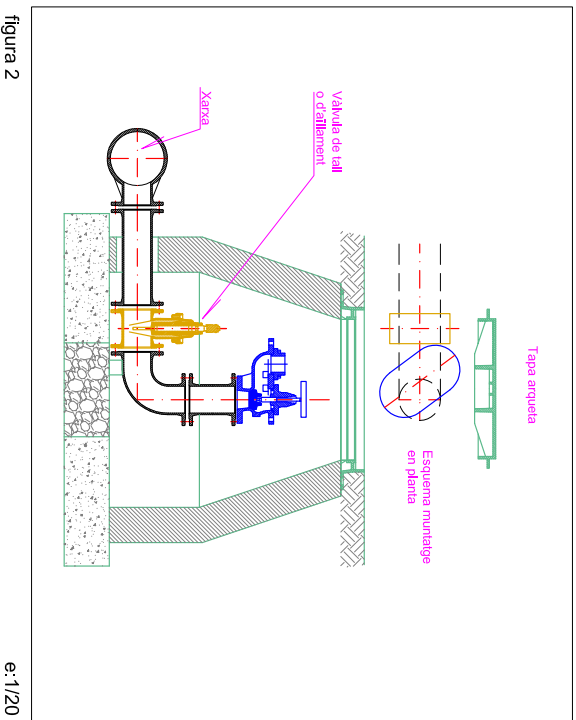 Tapa arqueta
Esquema muntatge
en planta
Vàlvula de tall
o d'aïllament
Xarxa
figura 2
e:1/20